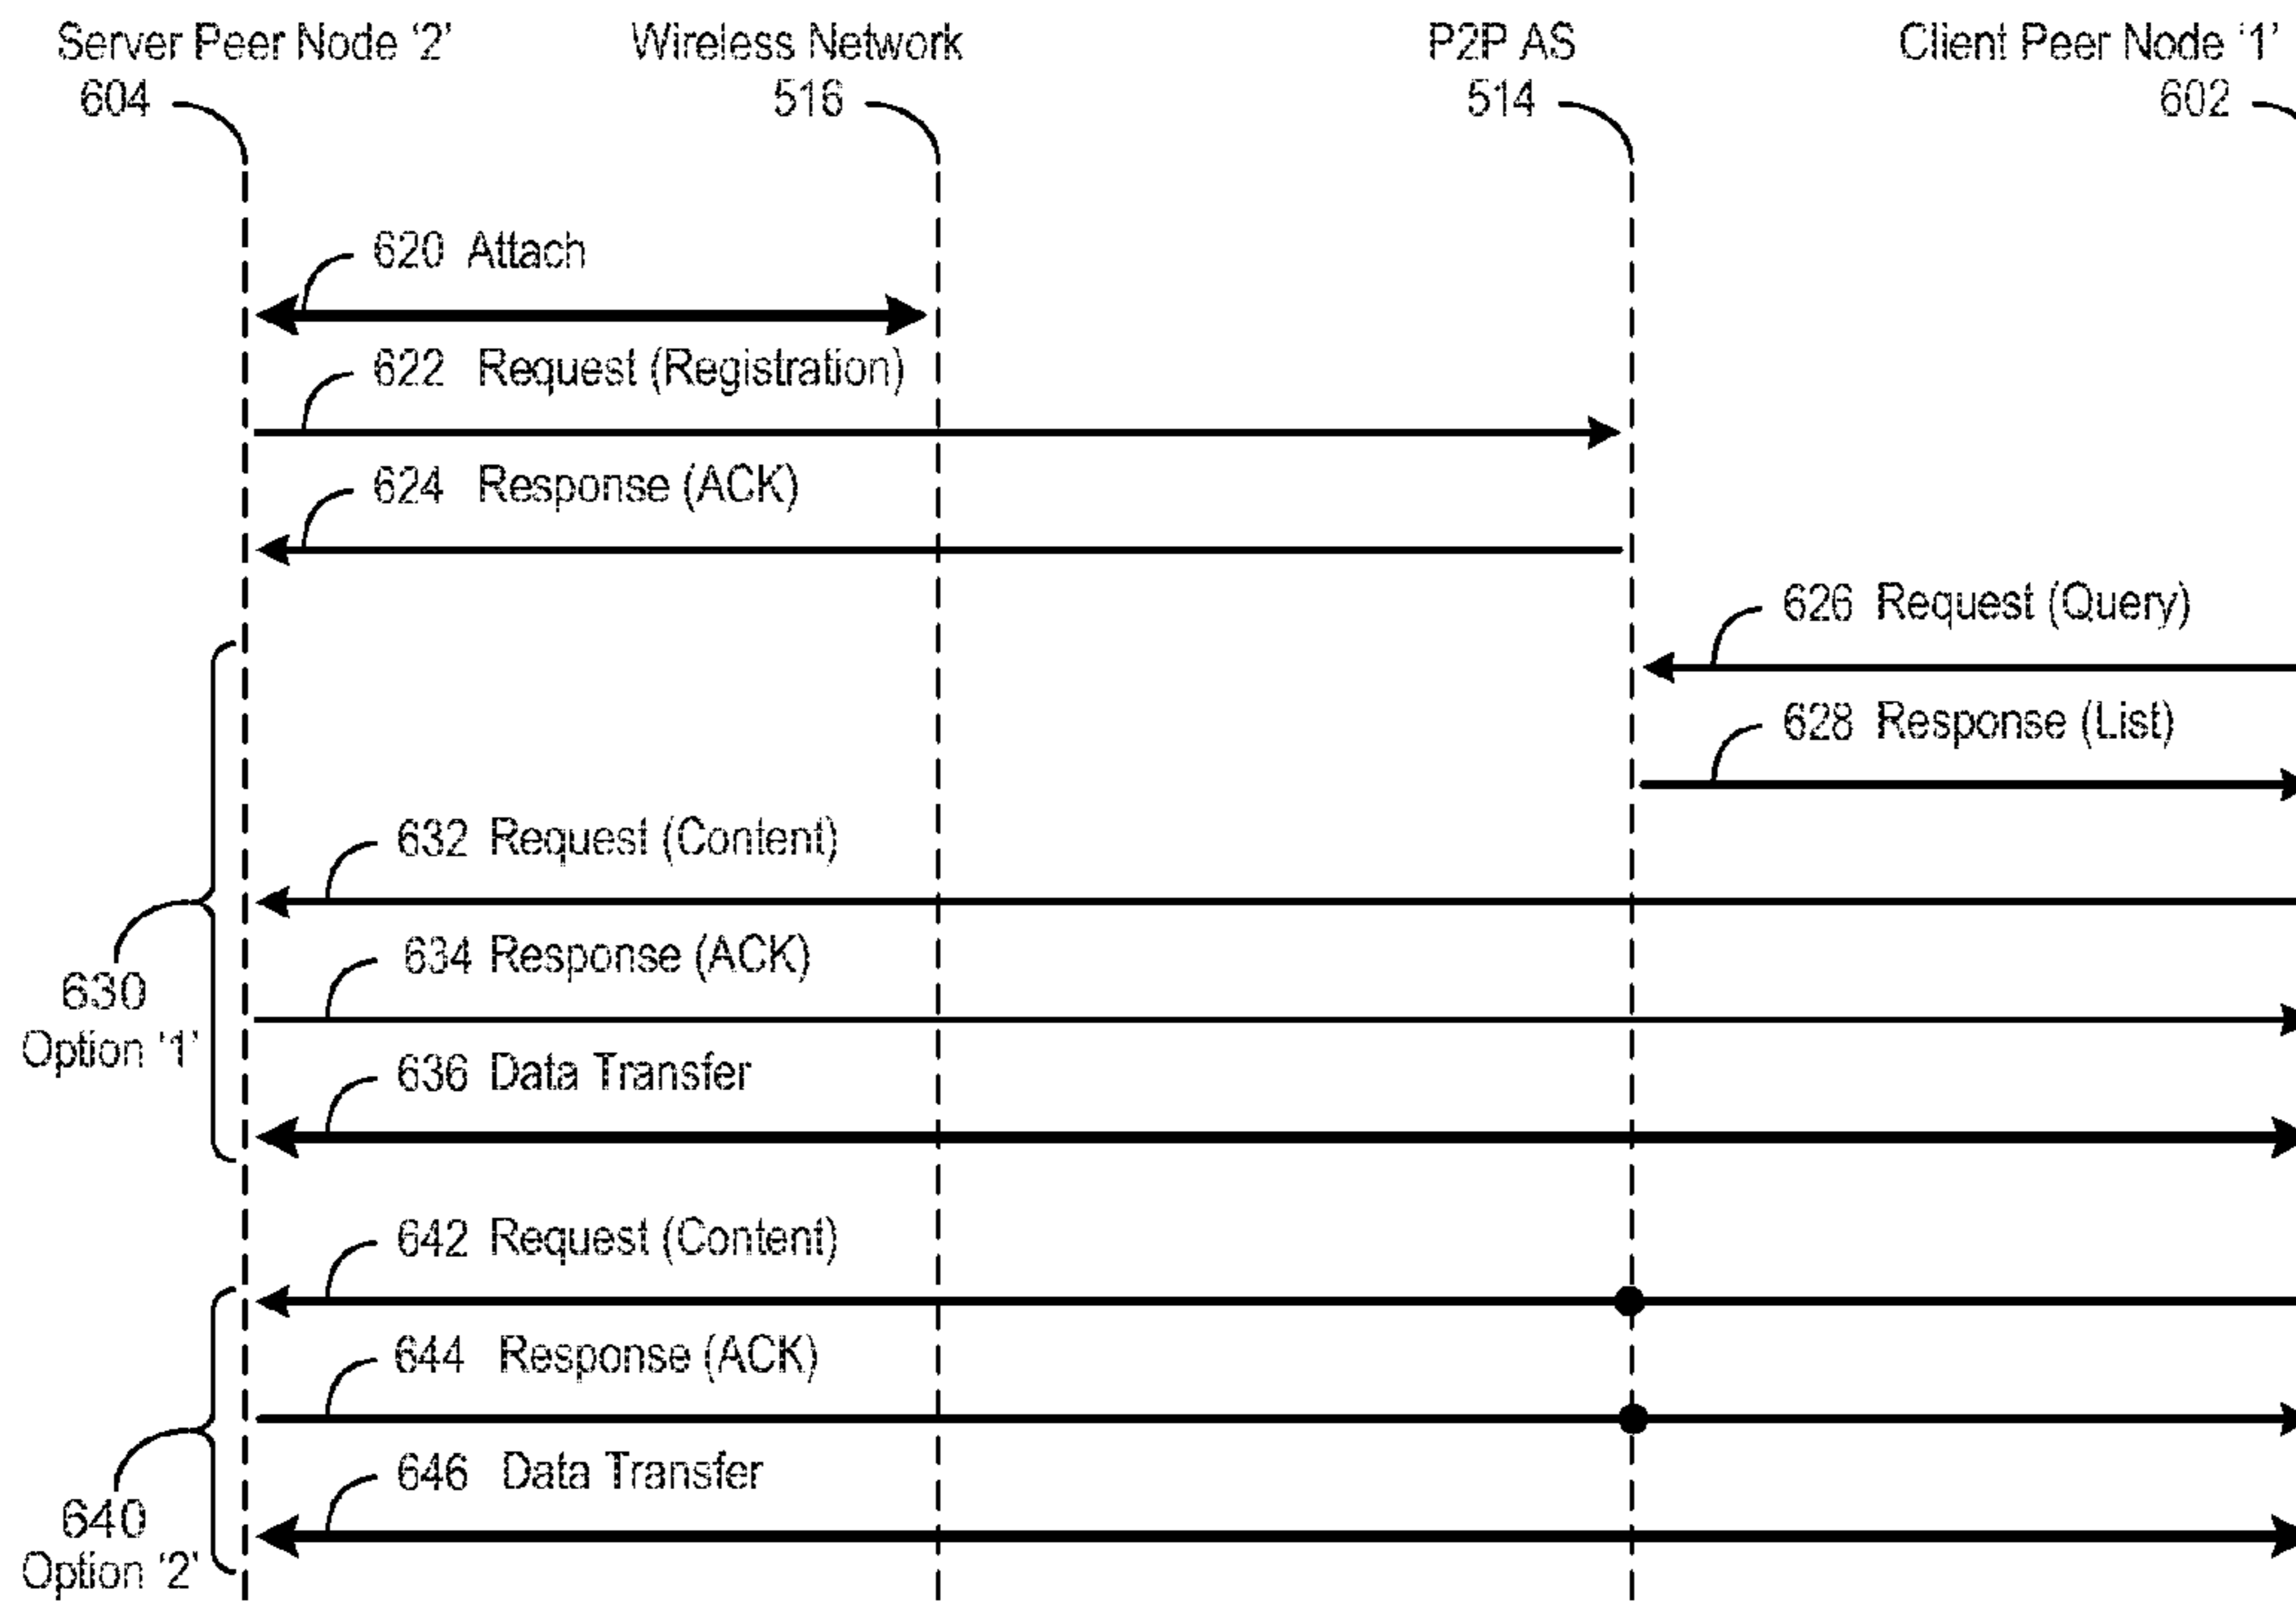 Server Peer Node ‘2’
604
Wireless Network
516
P2P AS
514
Client Peer Node ‘1’
602
620 Attach
622 Request (Registration)
624 Response (ACK)
626 Request (Query)
628 Response (List)
632 Request (Content)
634 Response (ACK)
630
Option ‘1’
636 Data Transfer
642 Request (Content)
644 Response (ACK)
646 Data Transfer
640
Option ‘2’